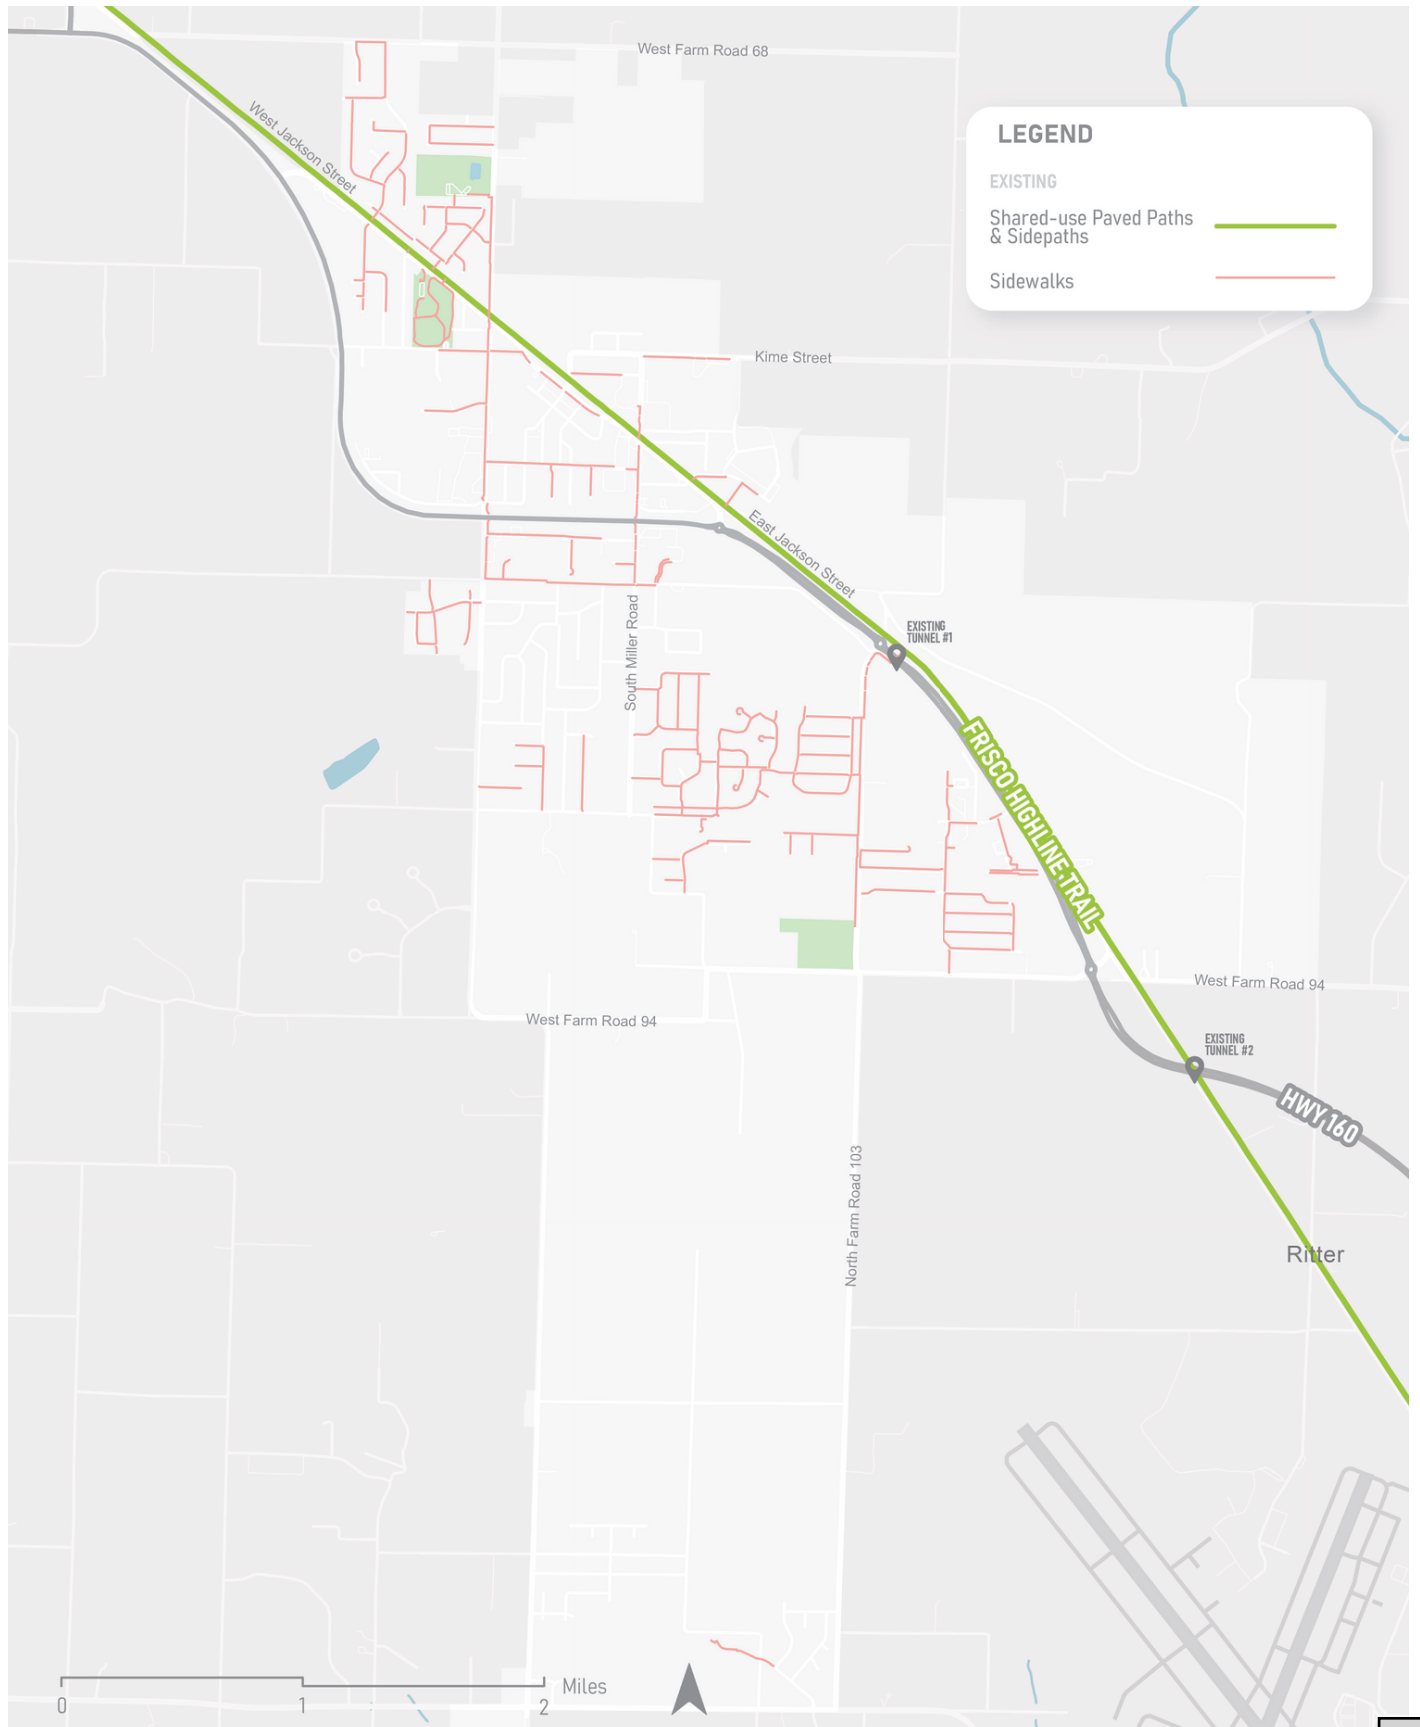 West Farm Road 68
LEGEND
EXISTING
Shared-use Paved Paths
& Sidepaths
Sidewalks
West Jackson Street
Kime Street
East Jackson Street
EXISTING
TUNNEL #1
South Miller Road
FRISCO HIGHLINE TRAIL
West Farm Road 94
West Farm Road 94
EXISTING
TUNNEL #2
HWY 160
North Farm Road 103
Ritter
Miles
0
1
2